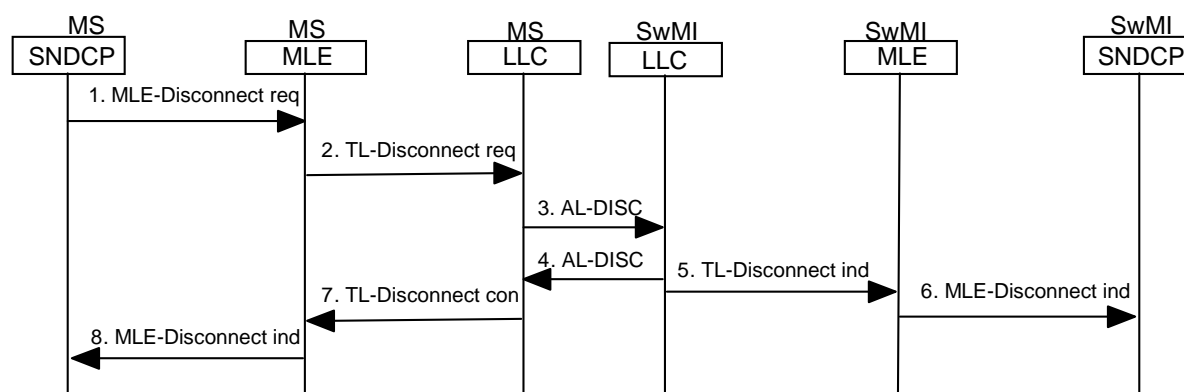 MS
MS
MS
SwMI
SwMI
SwMI
SNDCP
MLE
LLC
LLC
MLE
SNDCP
1. MLE-Disconnect req
2. TL-Disconnect req
3. AL-DISC
4. AL-DISC
5. TL-Disconnect ind
6. MLE-Disconnect ind
7. TL-Disconnect con
8. MLE-Disconnect ind